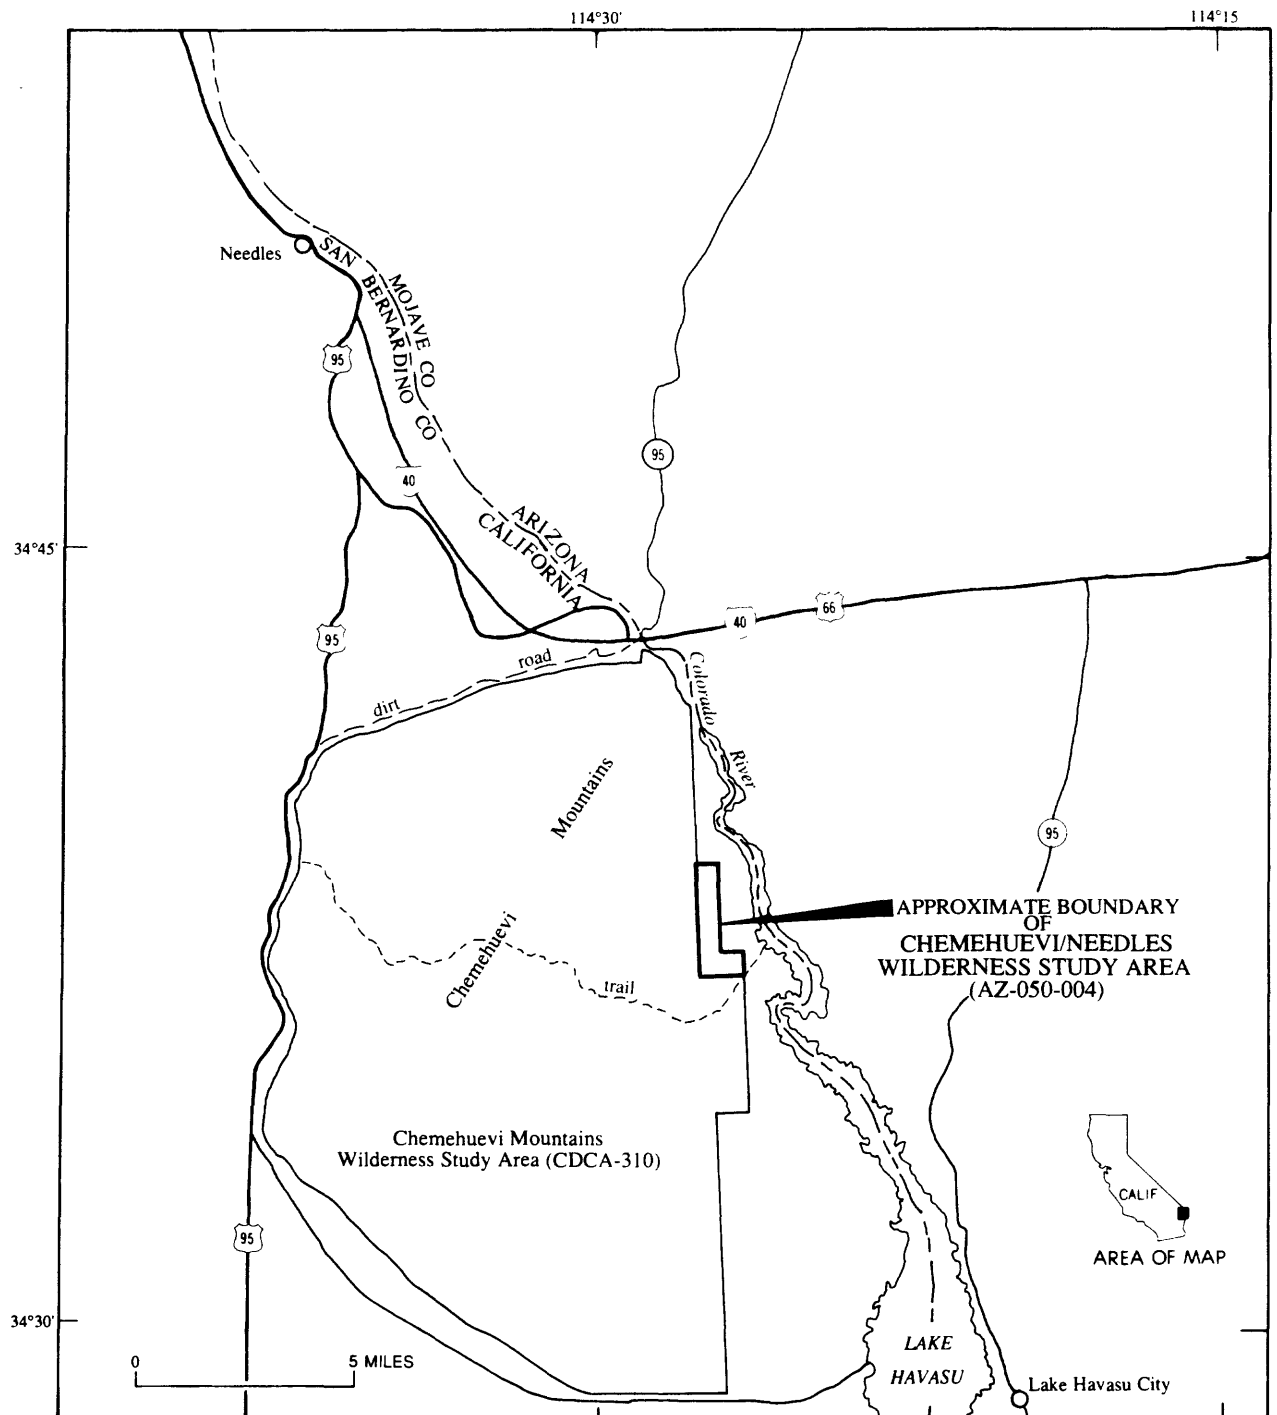 114°30'
114°15
Needles
SAN BERNARDINO CO
MOJAVE CO
95
95
40
ARIZONA
CALIFORNIA
34°45'
95
40
66
road
dirt
Colorado
River
Mountains
95
APPROXIMATE BOUNDARY
OF
CHEMEHUEVI/NEEDLES
WILDERNESS STUDY AREA
(AZ-050-004)
Chemehuevi
trail
Chemehuevi Mountains
Wilderness Study Area (CDCA-310)
CALIF
AREA OF MAP
95
34°30'
0
5 MILES
LAKE
HAVASU
Lake Havasu City